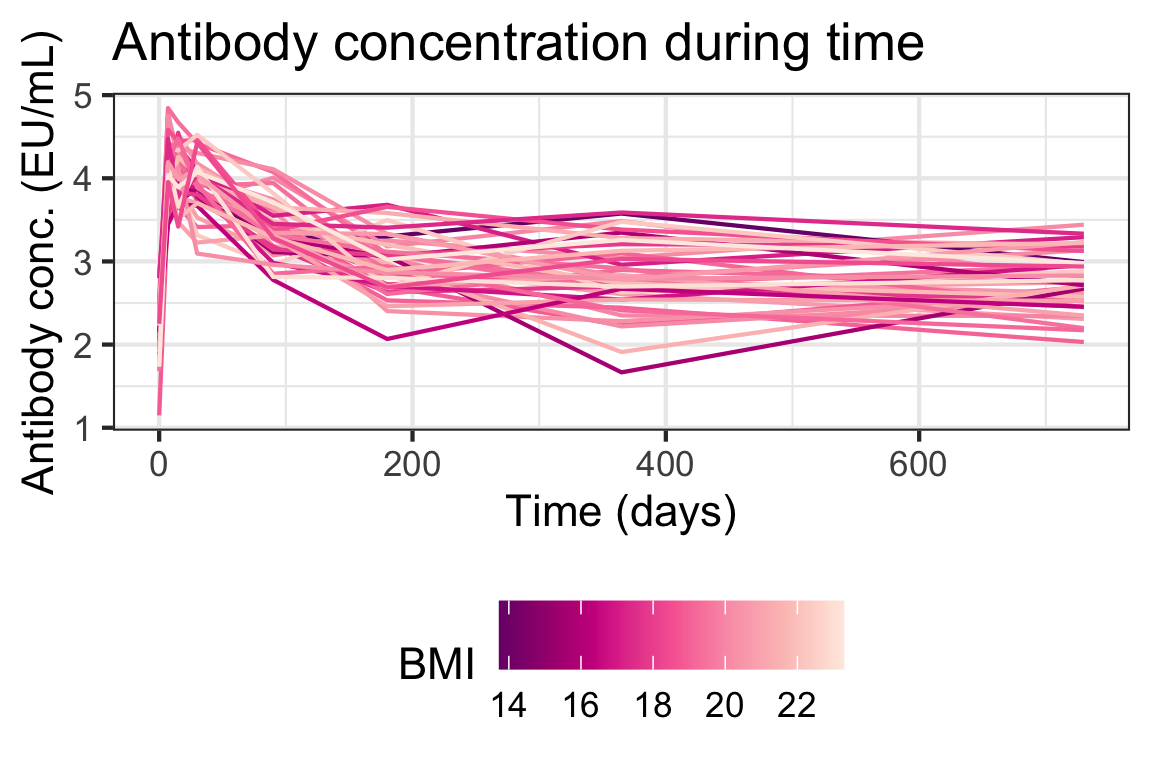 Antibody concentration during time
Antibody conc. (EU/mL)
5
4
3
2
1
0 200 400 600
Time (days)
BMI
14 16 18 20 22